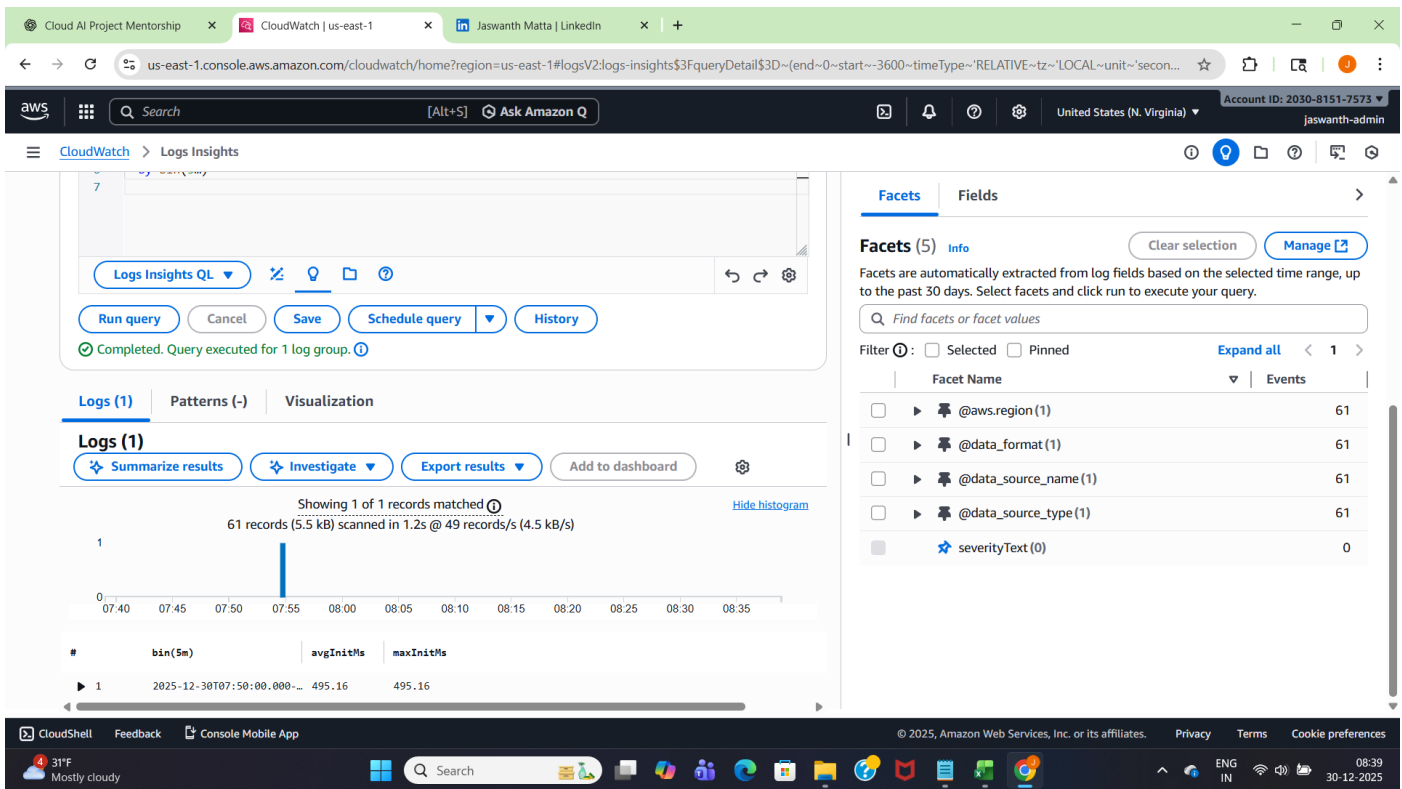 Cloud AI Project Mentorship
CloudWatch | us-east-1
Jaswanth Matta | LinkedIn
us-east-1.console.aws.amazon.com/cloudwatch/home?region=us-east-1#logsV2:logs-insights$3FqueryDetail$3D~(end~0~start~-3600~timeType~'RELATIVE~tz~'LOCAL~unit~'secon...
J
aws
Search
[Alt+S]
Ask Amazon Q
United States (N. Virginia) ▼
Account ID: 2030-8151-7573 ▼
jaswanth-admin
CloudWatch > Logs Insights
7
Logs Insights QL ▼
Run query
Cancel
Save
Schedule query ▼
History
Completed. Query executed for 1 log group.
Logs (1)
Patterns (-)
Visualization
Logs (1)
Summarize results
Investigate ▼
Export results ▼
Add to dashboard
Showing 1 of 1 records matched
Hide histogram
61 records (5.5 kB) scanned in 1.2s @ 49 records/s (4.5 kB/s)
1
0
07:40 07:45 07:50 07:55 08:00 08:05 08:10 08:15 08:20 08:25 08:30 08:35
# bin(5m) avgInitMs maxInitMs
1 2025-12-30T07:50:00.000-… 495.16 495.16
Facets
Fields
Facets (5) Info
Clear selection
Manage
Facets are automatically extracted from log fields based on the selected time range, up
to the past 30 days. Select facets and click run to execute your query.
Find facets or facet values
Filter : Selected Pinned
Expand all < 1 >
Facet Name Events
@aws.region (1) 61
@data_format (1) 61
@data_source_name (1) 61
@data_source_type (1) 61
severityText (0) 0
CloudShell Feedback Console Mobile App
© 2025, Amazon Web Services, Inc. or its affiliates. Privacy Terms Cookie preferences
4
31°F
Mostly cloudy
Search
ENG
IN
08:39
30-12-2025